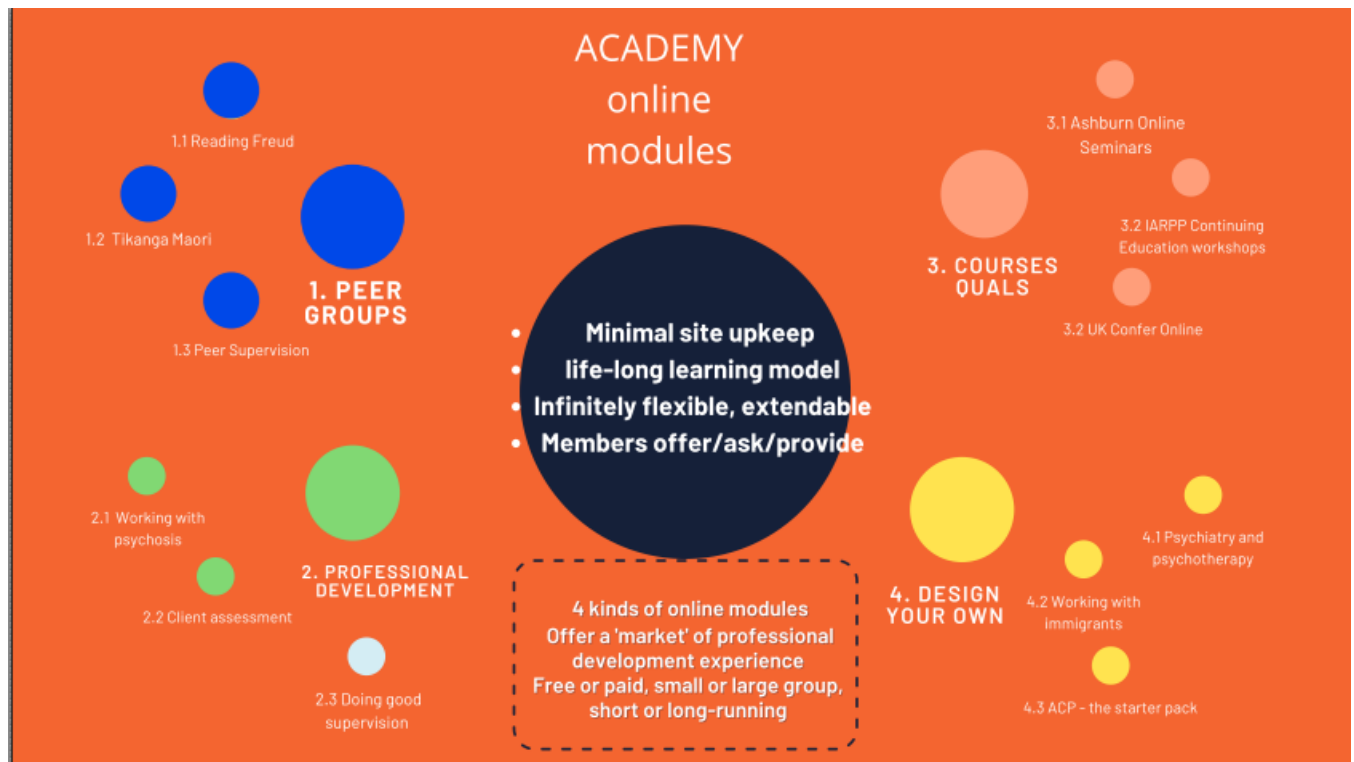 ACADEMY
online
modules
1.1 Reading Freud
1.2 Tikanga Maori
1. PEER
GROUPS
1.3 Peer Supervision
3.1 Ashburn Online
Seminars
3.2 IARPP Continuing
Education workshops
3. COURSES
QUALS
3.2 UK Confer Online
• Minimal site upkeep
• life-long learning model
• Infinitely flexible, extendable
• Members offer/ask/provide
2.1 Working with
psychosis
2. PROFESSIONAL
DEVELOPMENT
2.2 Client assessment
2.3 Doing good
supervision
4 kinds of online modules
Offer a 'market' of professional
development experience
Free or paid, small or large group,
short or long-running
4. DESIGN
YOUR OWN
4.1 Psychiatry and
psychotherapy
4.2 Working with
immigrants
4.3 ACP - the starter pack